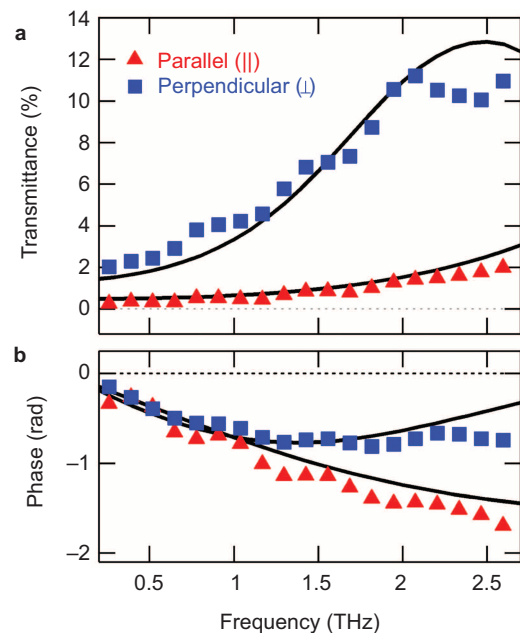 a
14
12
10
8
6
4
2
0
Transmittance (%)
Parallel (||)
Perpendicular (⊥)
b
0
–1
–2
Phase (rad)
0.5 1 1.5 2 2.5
Frequency (THz)